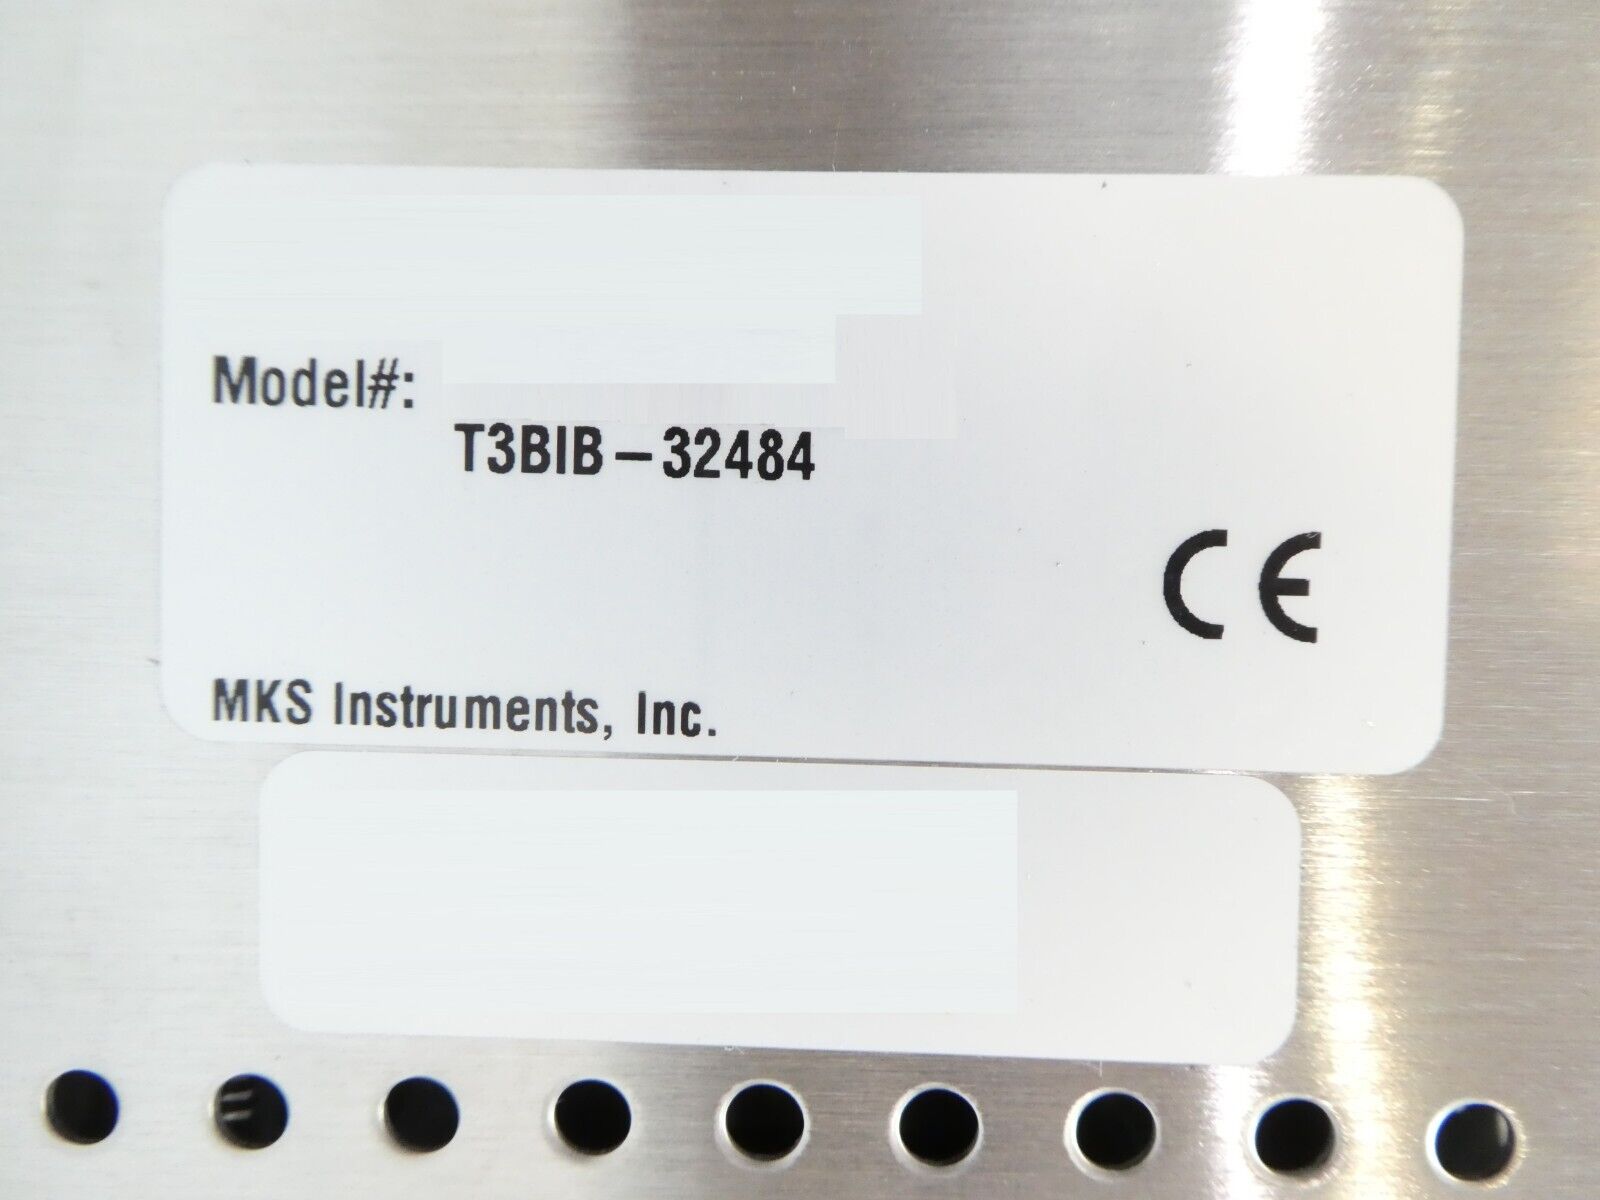 Model#:
T3BIB-32484
CE
MKS Instruments, Inc.